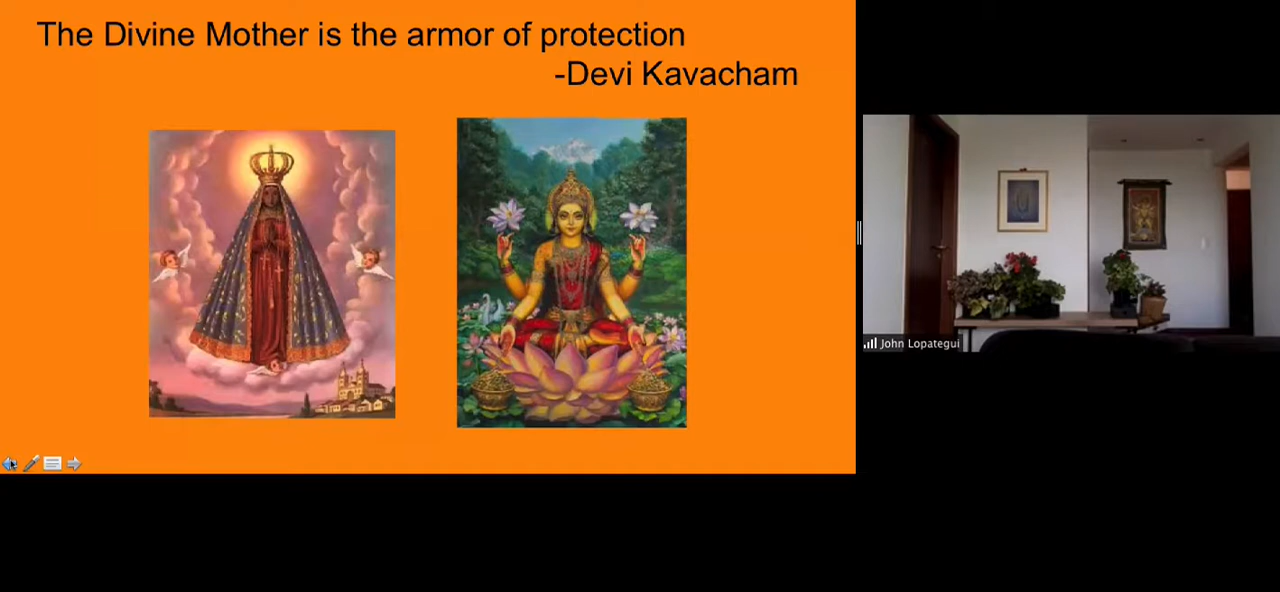 The Divine Mother is the armor of protection
-Devi Kavacham
John Lopategui